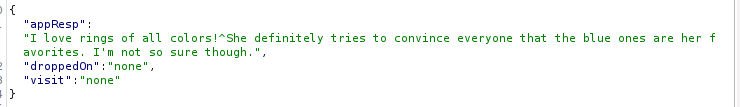 {
"appResp":
"I love rings of all colors!^She definitely tries to convince everyone that the blue ones are her f
avorites. I'm not so sure though.",
"droppedOn":"none",
"visit":"none"
}